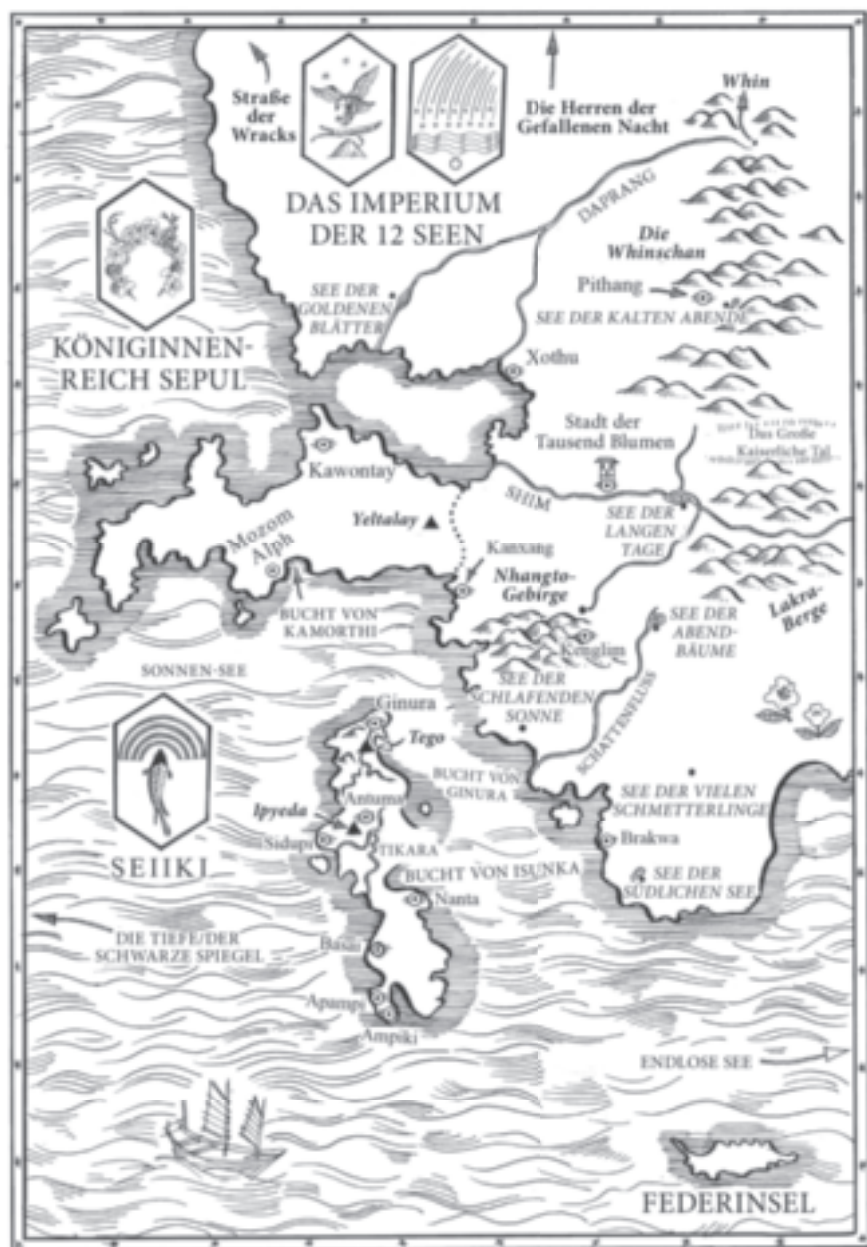 Straße
der
Wracks
Die Herren der
Gefallenen Nacht
Whin
DAS IMPERIUM
DER 12 SEEN
DAPRANG
Die
Whinschan
Pithang
SEE DER
GOLDENEN
BLÄTTER
SEE DER KALTEN ABENDE
KÖNIGINNEN-
REICH SEPUL
Xothu
Stadt der
Tausend Blumen
Das Große
Kaiserliche Tal
Kawontay
SHIM
SEE DER
LANGEN
TAGE
Yeltalay
Mozom
Alph
Kanxang
Nhangto-
Gebirge
Lakra-
Berge
BUCHT VON
KAMORTHI
SEE DER
ABEND-
BÄUME
Kenglim
SONNEN-SEE
SEE DER
SCHLAFENDEN
SONNE
SCHATTENFLUSS
Ginura
Tego
BUCHT VON
GINURA
SEE DER VIELEN
SCHMETTERLINGE
Antuma
Ipyeda
Sidupi
TIKARA
Brakwa
SEIIKI
BUCHT VON ISUNKA
SEE DER
SÜDLICHEN SEE
Nanta
DIE TIEFE/DER
SCHWARZE SPIEGEL
Basai
Apampi
Ampiki
ENDLOSE SEE
FEDERINSEL